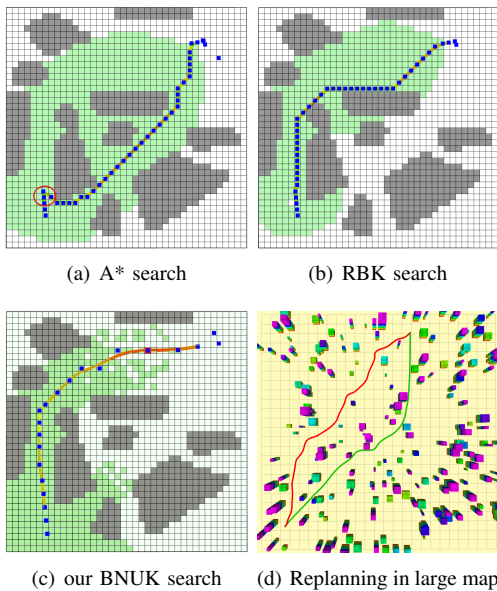 (a) A* search
(b) RBK search
(c) our BNUK search
(d) Replanning in large map